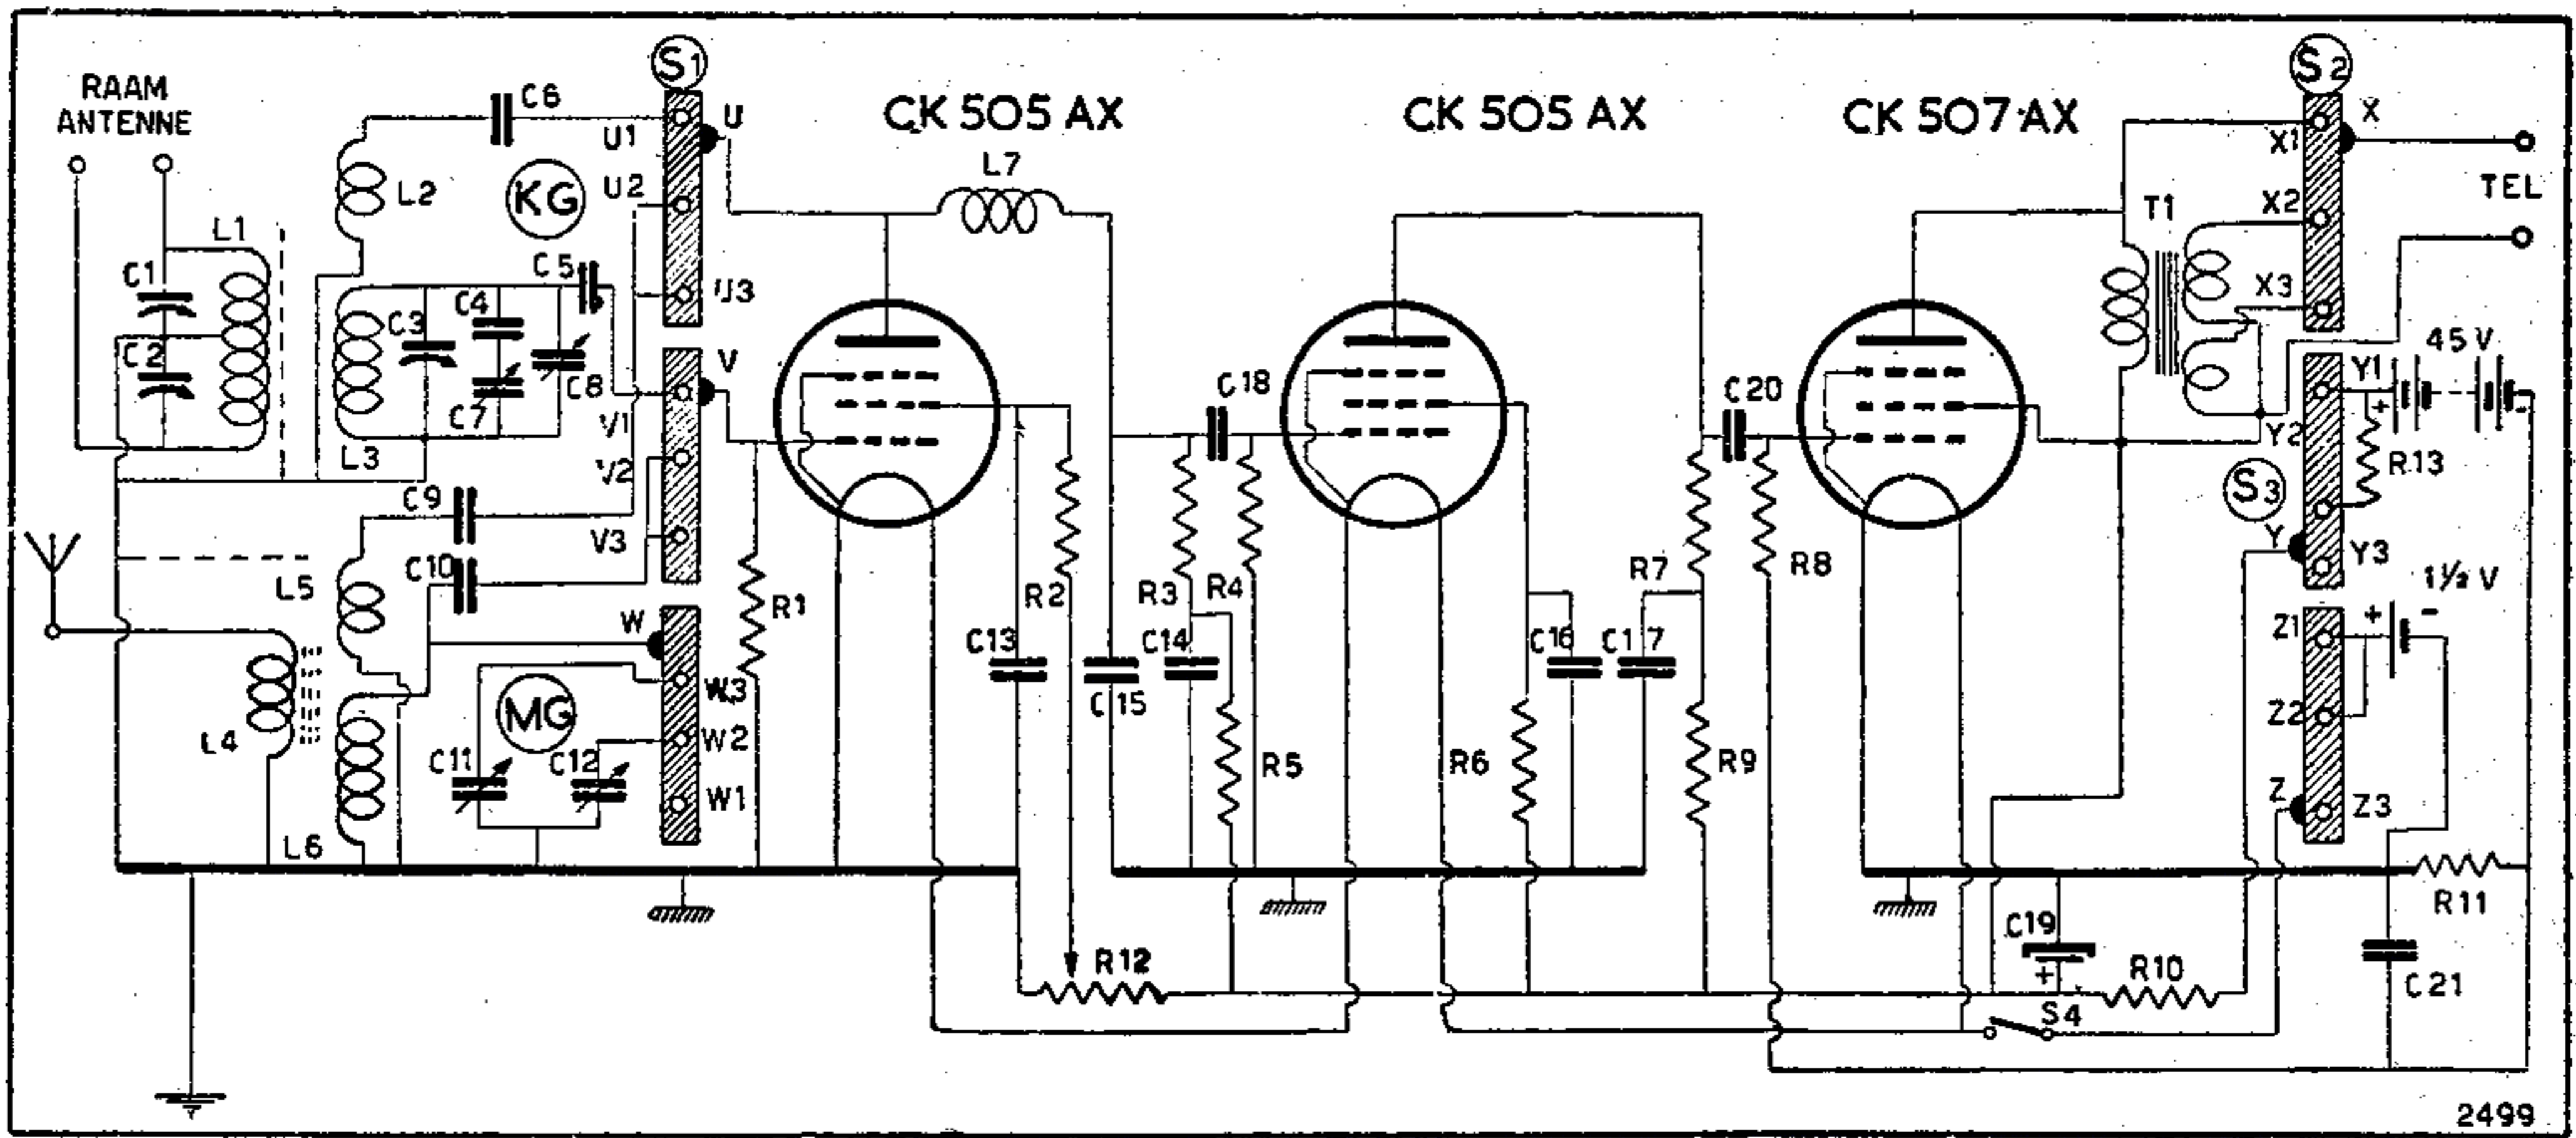 RAAM
ANTENNE
C6
S1
U
CK 505 AX
CK 505 AX
CK 507 AX
S2
X
U1
X1
KG
L7
TEL
L2
U2
T1
X2
L1
C1
C5
U3
X3
C4
C3
45 V
C2
V
Y1
C8
C18
C20
+
-
C7
V1
Y2
L3
V2
R13
C9
S3
V3
Y
Y3
C10
L5
R7
R8
1½ V
R1
R2
R3
R4
W
Z1
+
-
C13
C14
C16
C17
W3
MG
C15
W2
Z2
L4
C11
C12
R5
R6
R9
W1
Z
Z3
L6
R11
C19
R12
+
R10
C21
S4
2499